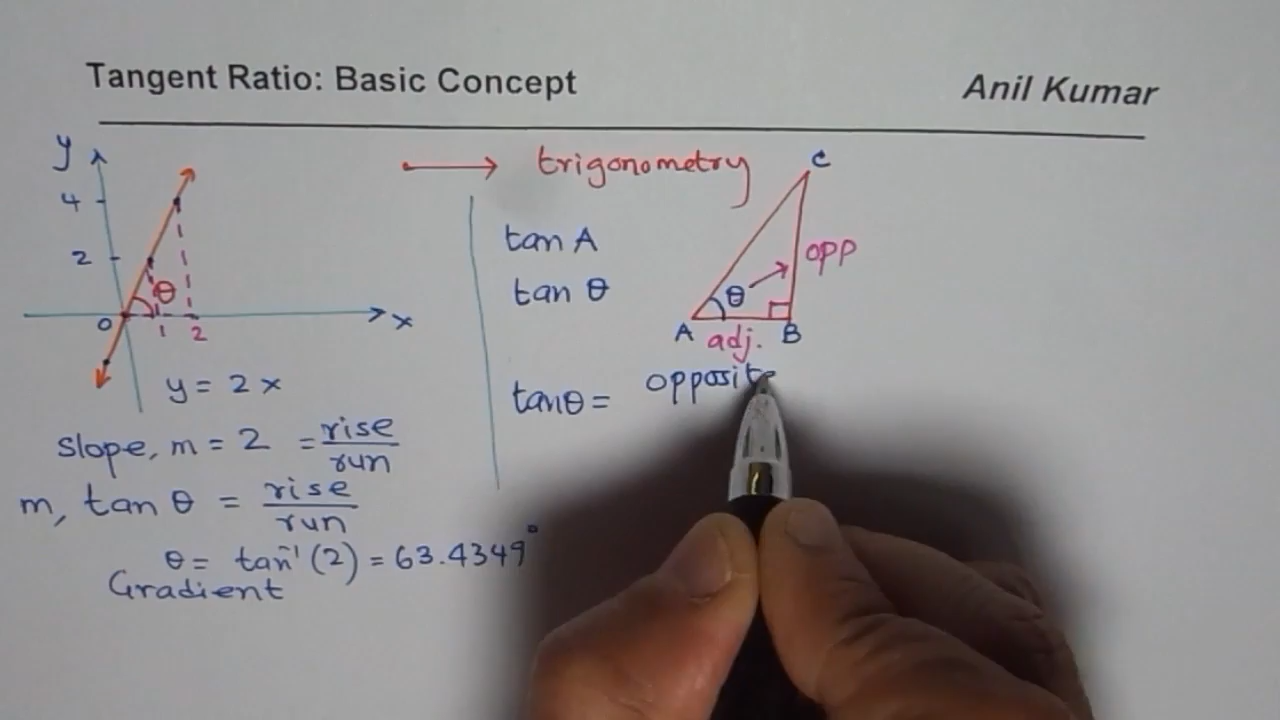 Tangent Ratio: Basic Concept
Anil Kumar
y
4
2
θ
0
1
2
x
y = 2x
slope, m = 2 = rise/run
m, tan θ = rise/run
θ = tan⁻¹(2) = 63.4349°
Gradient
trigonometry
tan A
tan θ
C
opp
θ
A
adj.
B
tanθ = opposite